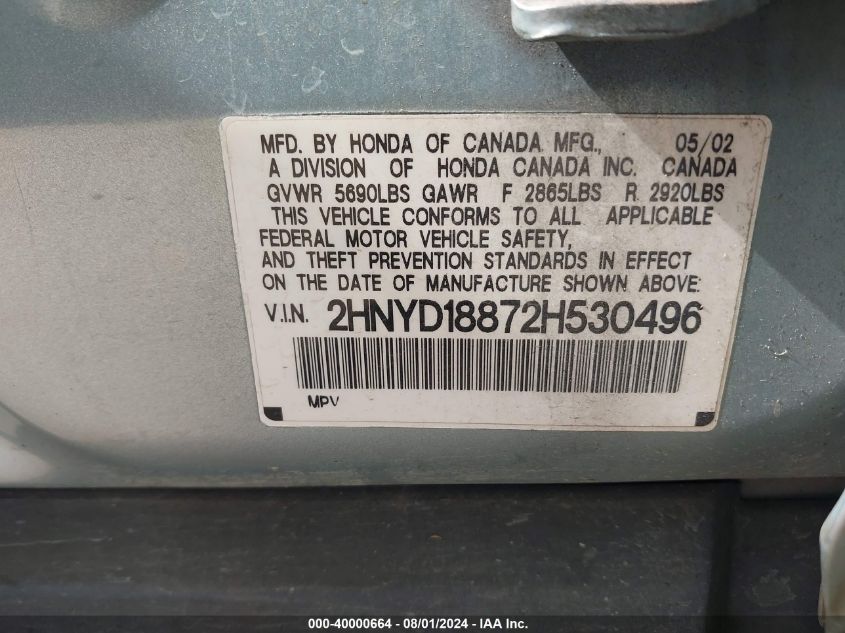 MFD. BY HONDA OF CANADA MFG., 05/02
A DIVISION OF HONDA CANADA INC. CANADA
GVWR 5690LBS GAWR F 2865LBS R 2920LBS
THIS VEHICLE CONFORMS TO ALL APPLICABLE
FEDERAL MOTOR VEHICLE SAFETY,
AND THEFT PREVENTION STANDARDS IN EFFECT
ON THE DATE OF MANUFACTURE SHOWN ABOVE.
V.I.N. 2HNYD18872H530496
MPV
000-40000664 - 08/01/2024 - IAA Inc.